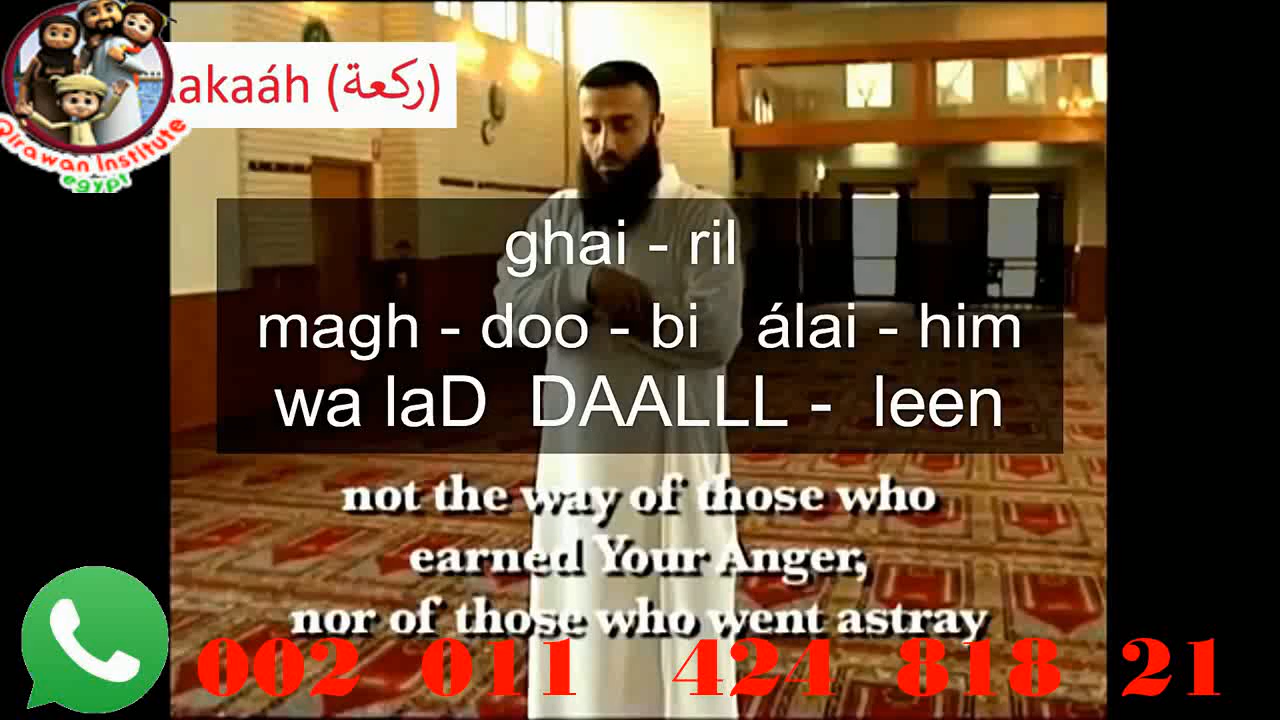 akaáh (ركعة)
Qirawan Institute
egypt
ghai - ril
magh - doo - bi álai - him
wa laD DAALLL - leen
not the way of those who
earned Your Anger,
nor of those who went astray
002 011 424 818 21